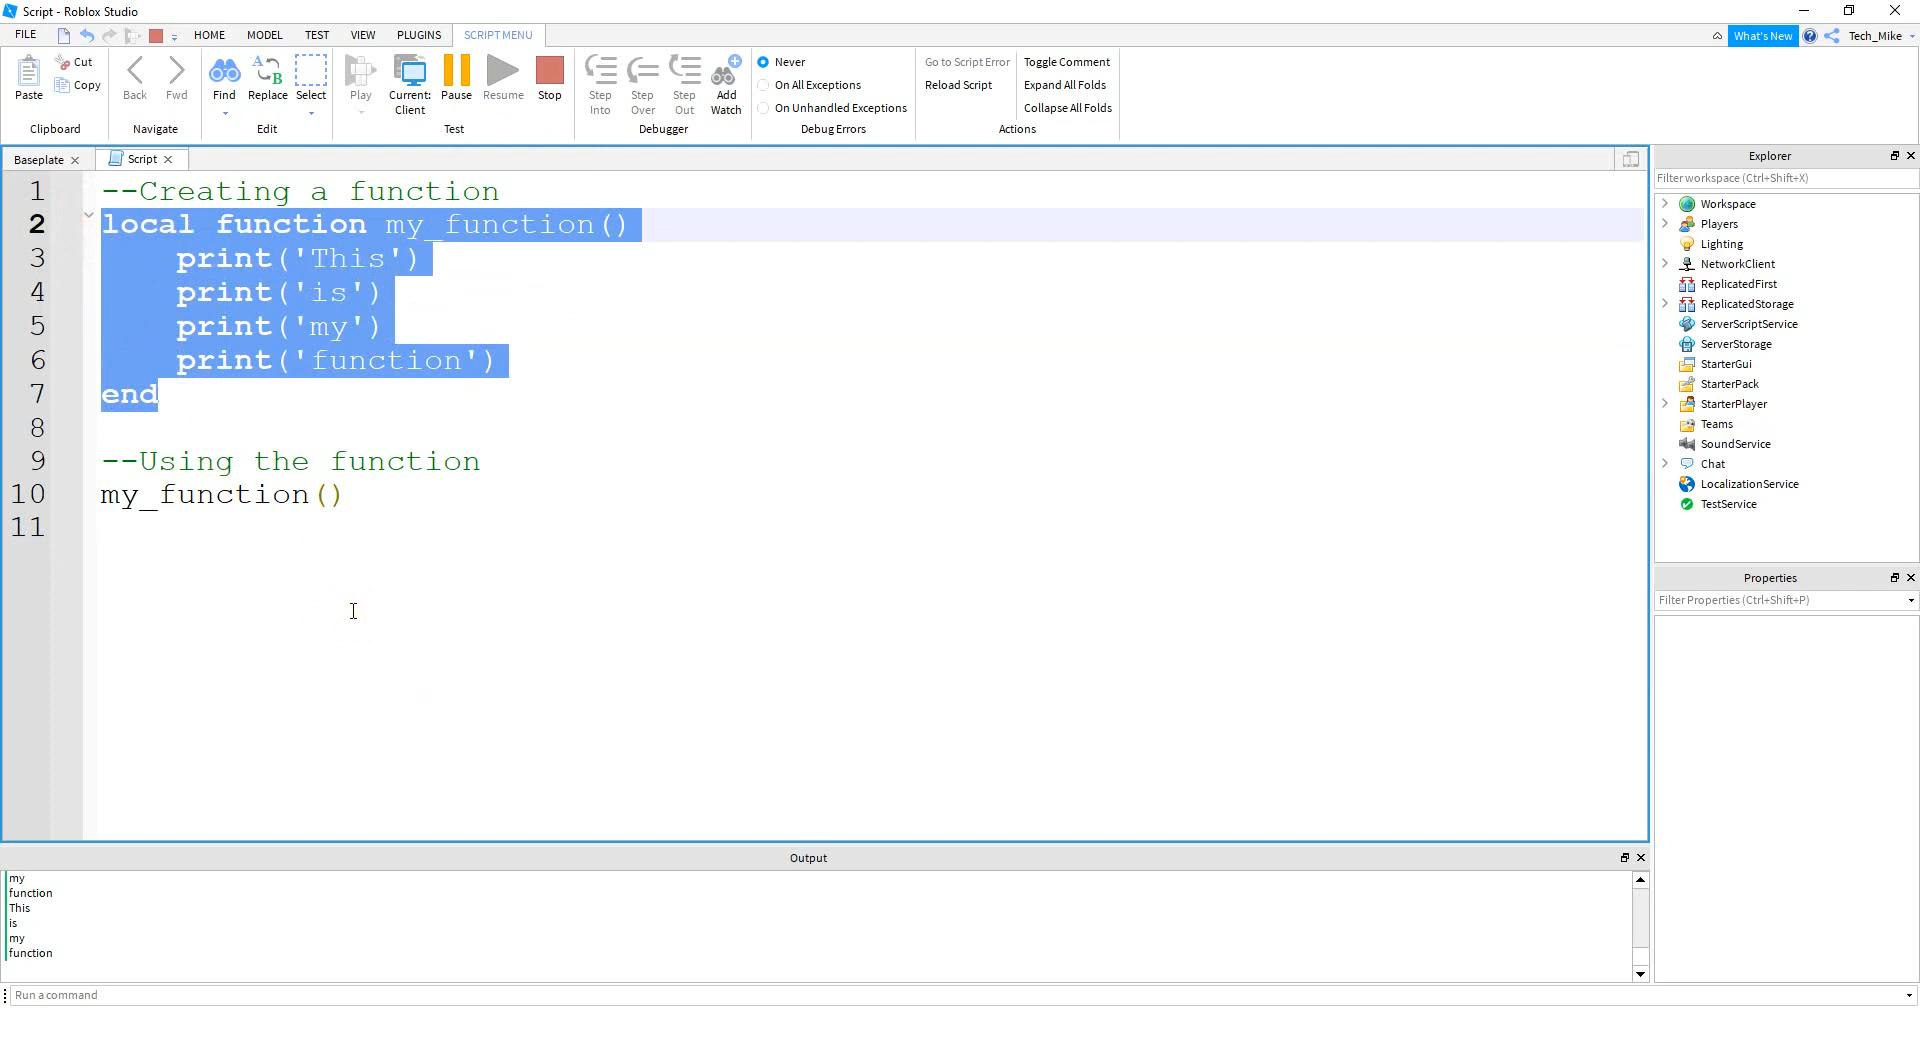 Script - Roblox Studio
FILE HOME MODEL TEST VIEW PLUGINS SCRIPT MENU What's New Tech_Mike
Paste Cut Copy
Clipboard
Back Fwd
Navigate
Find Replace Select
Edit
Play Current: Client Pause Resume Stop
Test
Step Into Step Over Step Out Add Watch
Debugger
Never
On All Exceptions
On Unhandled Exceptions
Debug Errors
Go to Script Error Toggle Comment
Reload Script Expand All Folds
Collapse All Folds
Actions
Baseplate Script
1 --Creating a function
2 local function my_function()
3 print('This')
4 print('is')
5 print('my')
6 print('function')
7 end
8
9 --Using the function
10 my_function()
11
Explorer
Filter workspace (Ctrl+Shift+X)
Workspace
Players
Lighting
NetworkClient
ReplicatedFirst
ReplicatedStorage
ServerScriptService
ServerStorage
StarterGui
StarterPack
StarterPlayer
Teams
SoundService
Chat
LocalizationService
TestService
Properties
Filter Properties (Ctrl+Shift+P)
Output
my
function
This
is
my
function
Run a command